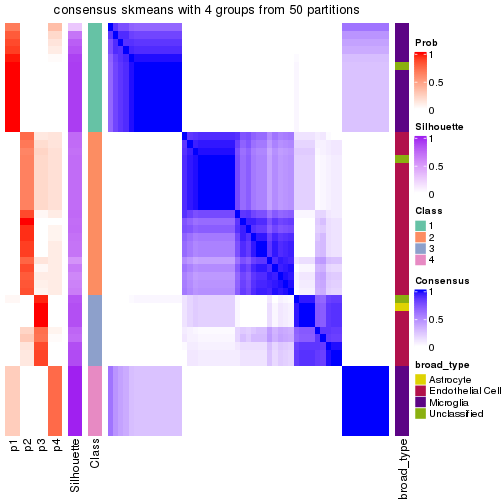 consensus skmeans with 4 groups from 50 partitions
Prob
1
0.5
0
Silhouette
1
0.5
0
Class
1
2
3
4
Consensus
1
0.5
0
broad_type
Astrocyte
Endothelial Cell
Microglia
Unclassified
p1
p2
p3
p4
Silhouette
Class
broad_type